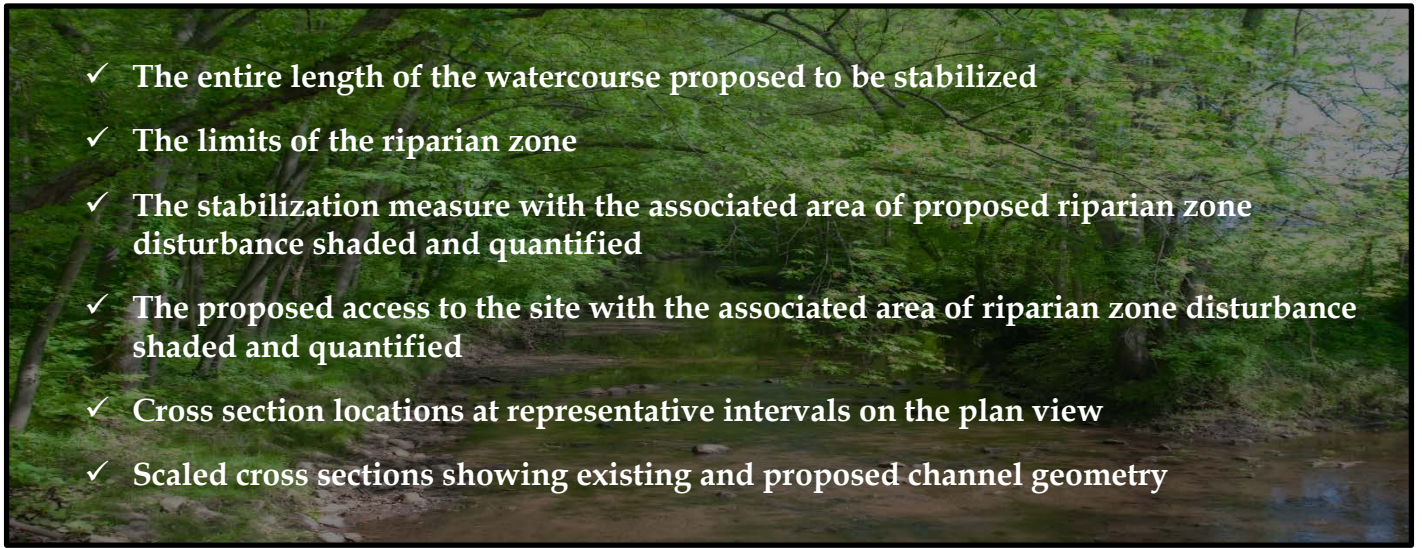 ✓ The entire length of the watercourse proposed to be stabilized
✓ The limits of the riparian zone
✓ The stabilization measure with the associated area of proposed riparian zone
disturbance shaded and quantified
✓ The proposed access to the site with the associated area of riparian zone disturbance
shaded and quantified
✓ Cross section locations at representative intervals on the plan view
✓ Scaled cross sections showing existing and proposed channel geometry